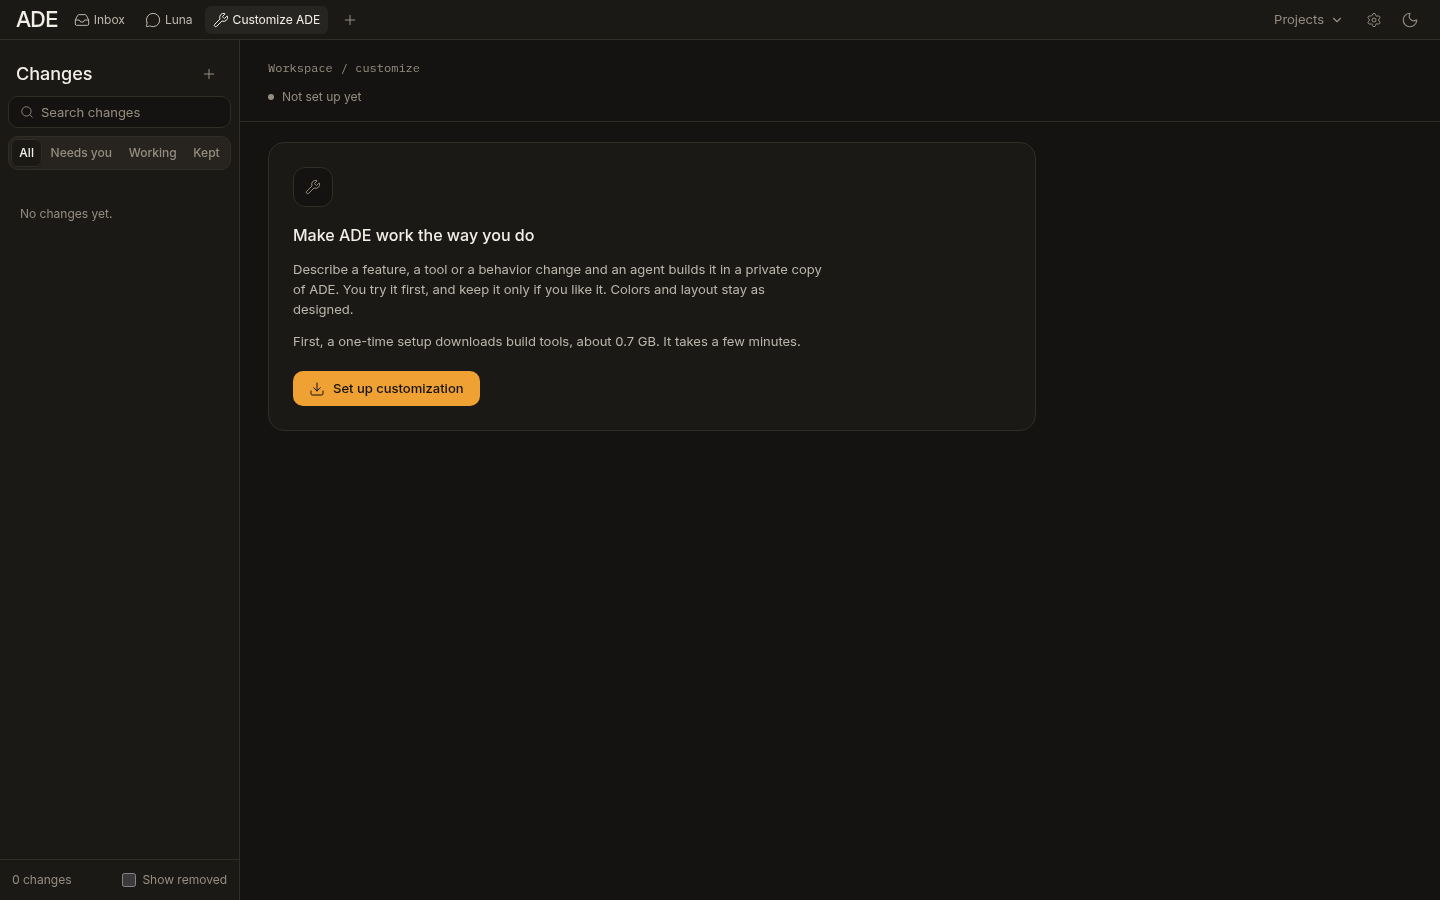 ADE
Inbox
Luna
Customize ADE
Projects
Changes
Search changes
All
Needs you
Working
Kept
No changes yet.
0 changes
Show removed
Workspace / customize
Not set up yet
Make ADE work the way you do
Describe a feature, a tool or a behavior change and an agent builds it in a private copy
of ADE. You try it first, and keep it only if you like it. Colors and layout stay as
designed.
First, a one-time setup downloads build tools, about 0.7 GB. It takes a few minutes.
Set up customization